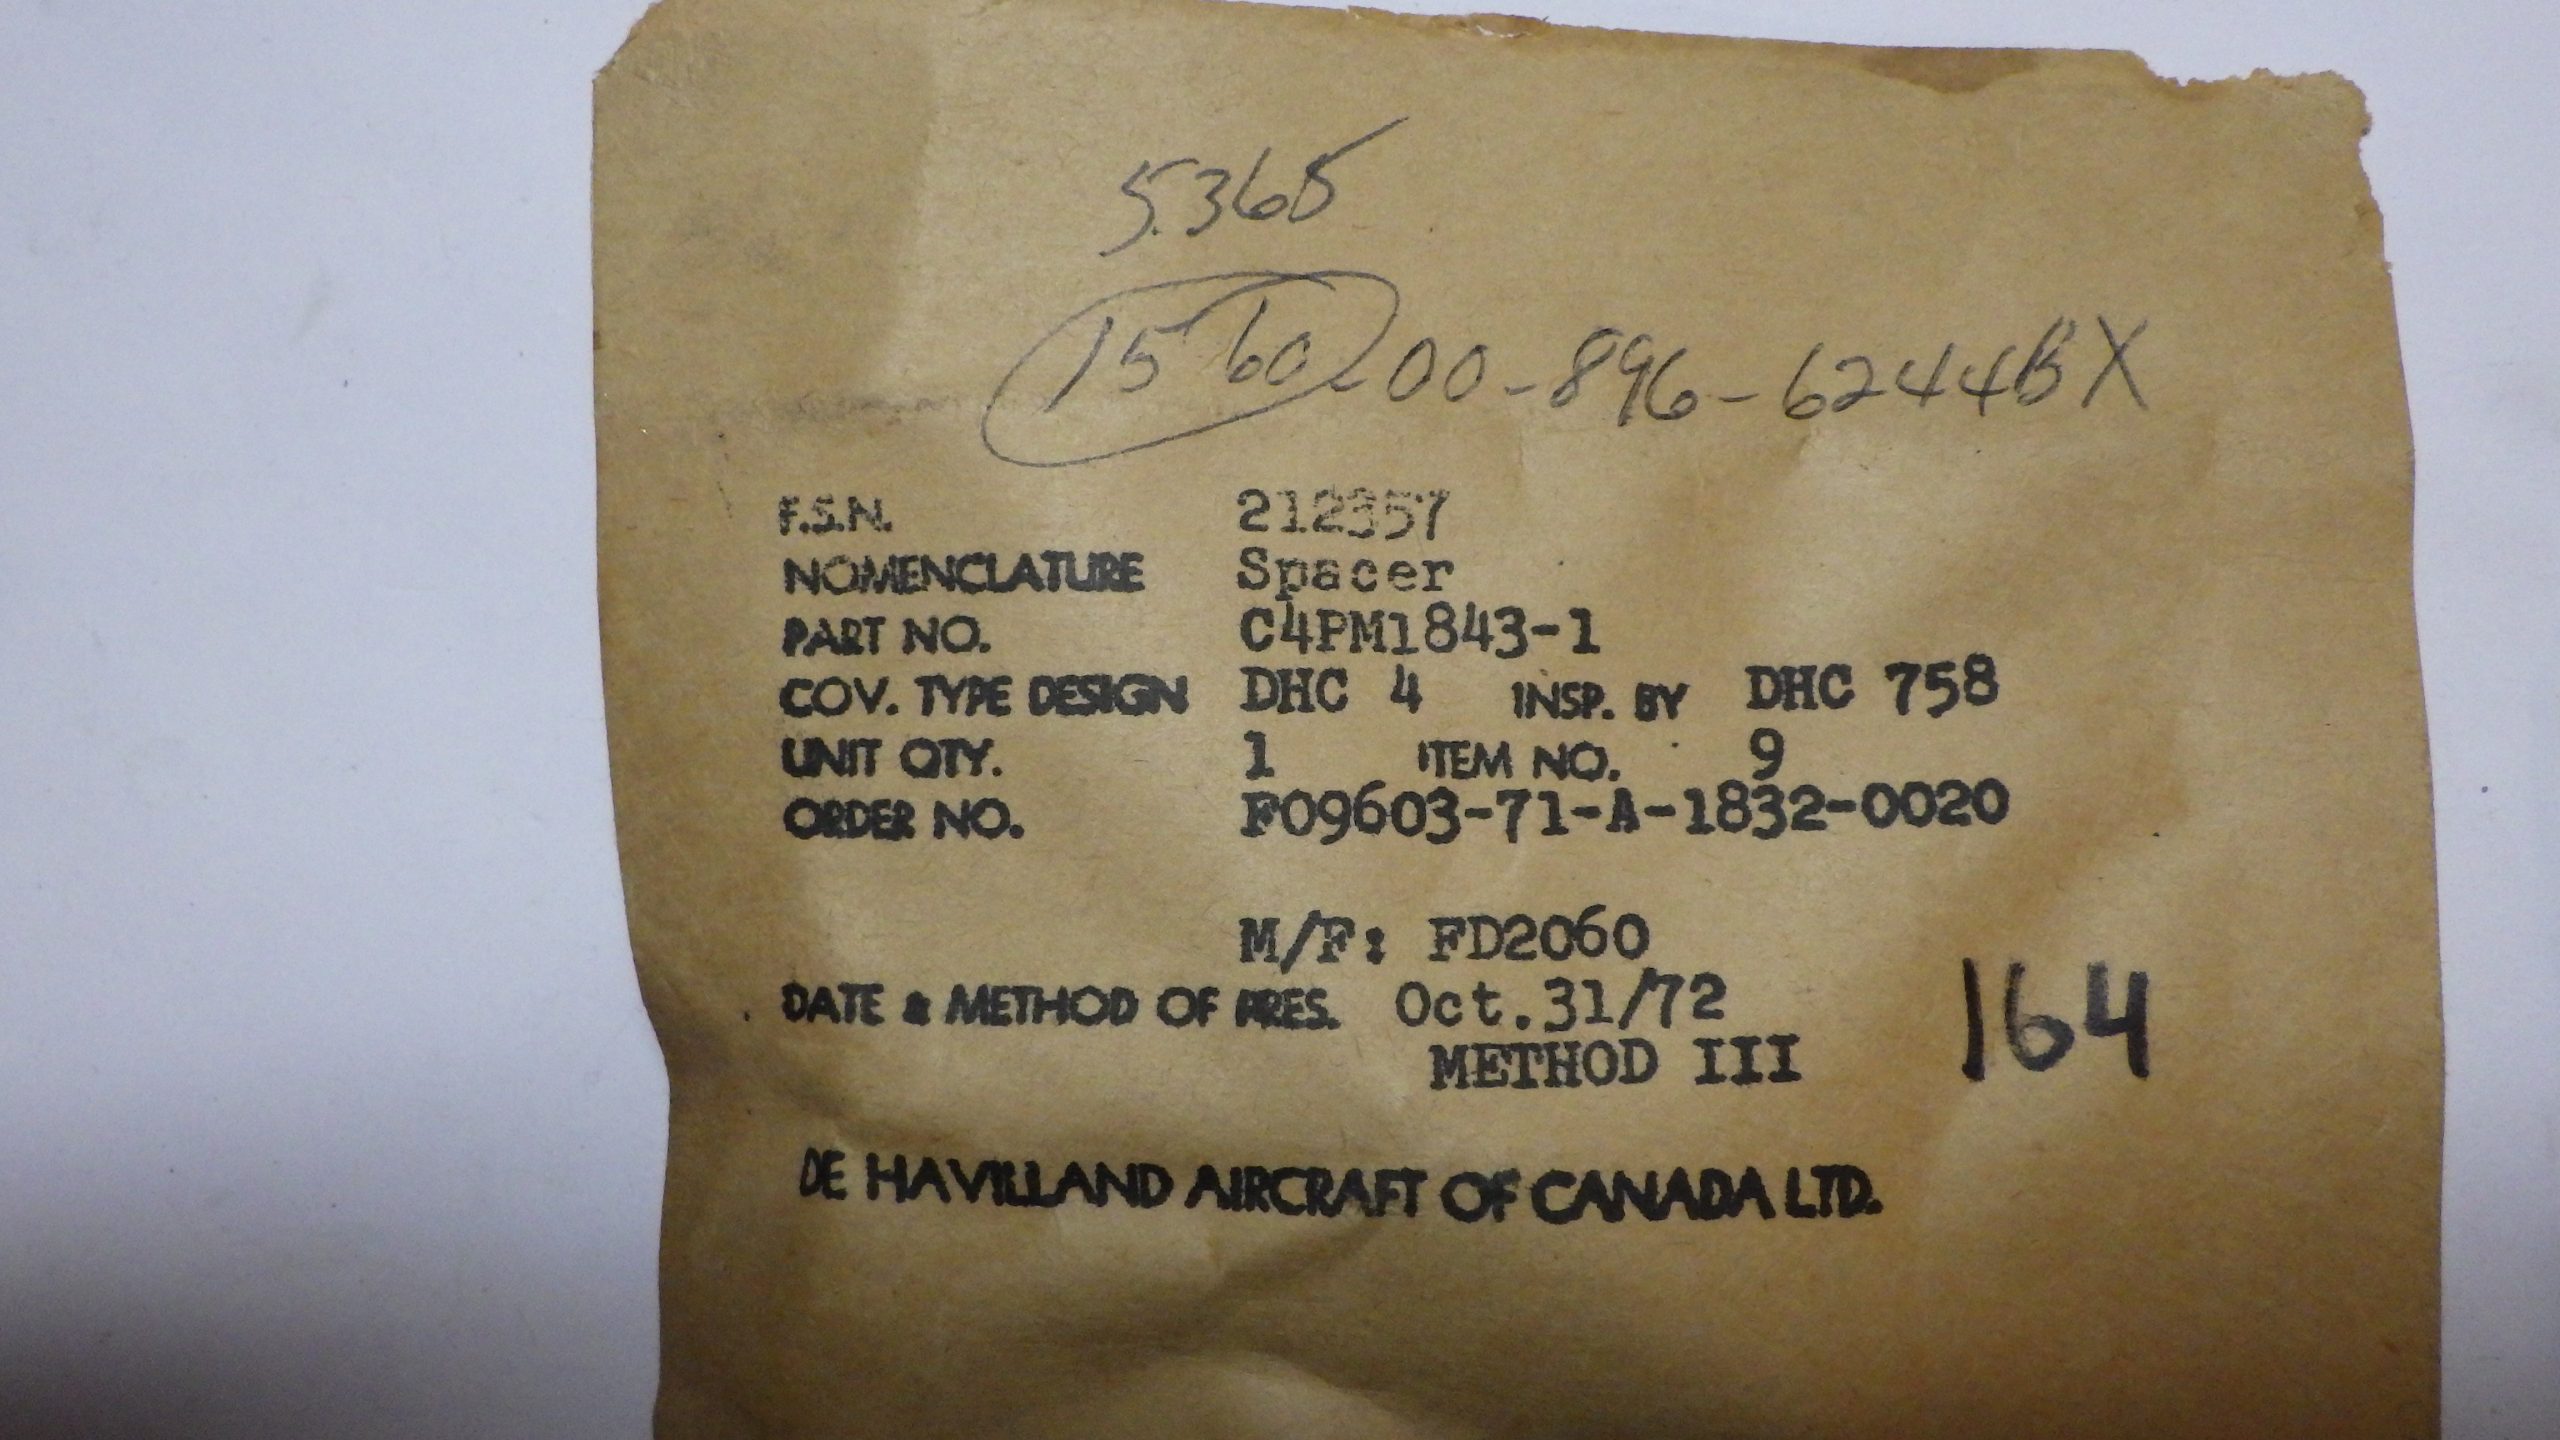 5365
1560-00-896-6244BX
F.S.N. 212357
NOMENCLATURE Spacer
PART NO. C4PM1843-1
COV. TYPE DESIGN DHC 4 INSP. BY DHC 758
UNIT QTY. 1 ITEM NO. 9
ORDER NO. F09603-71-A-1832-0020
M/F: FD2060
DATE & METHOD OF PRES. Oct.31/72
METHOD III
164
DE HAVILLAND AIRCRAFT OF CANADA LTD.